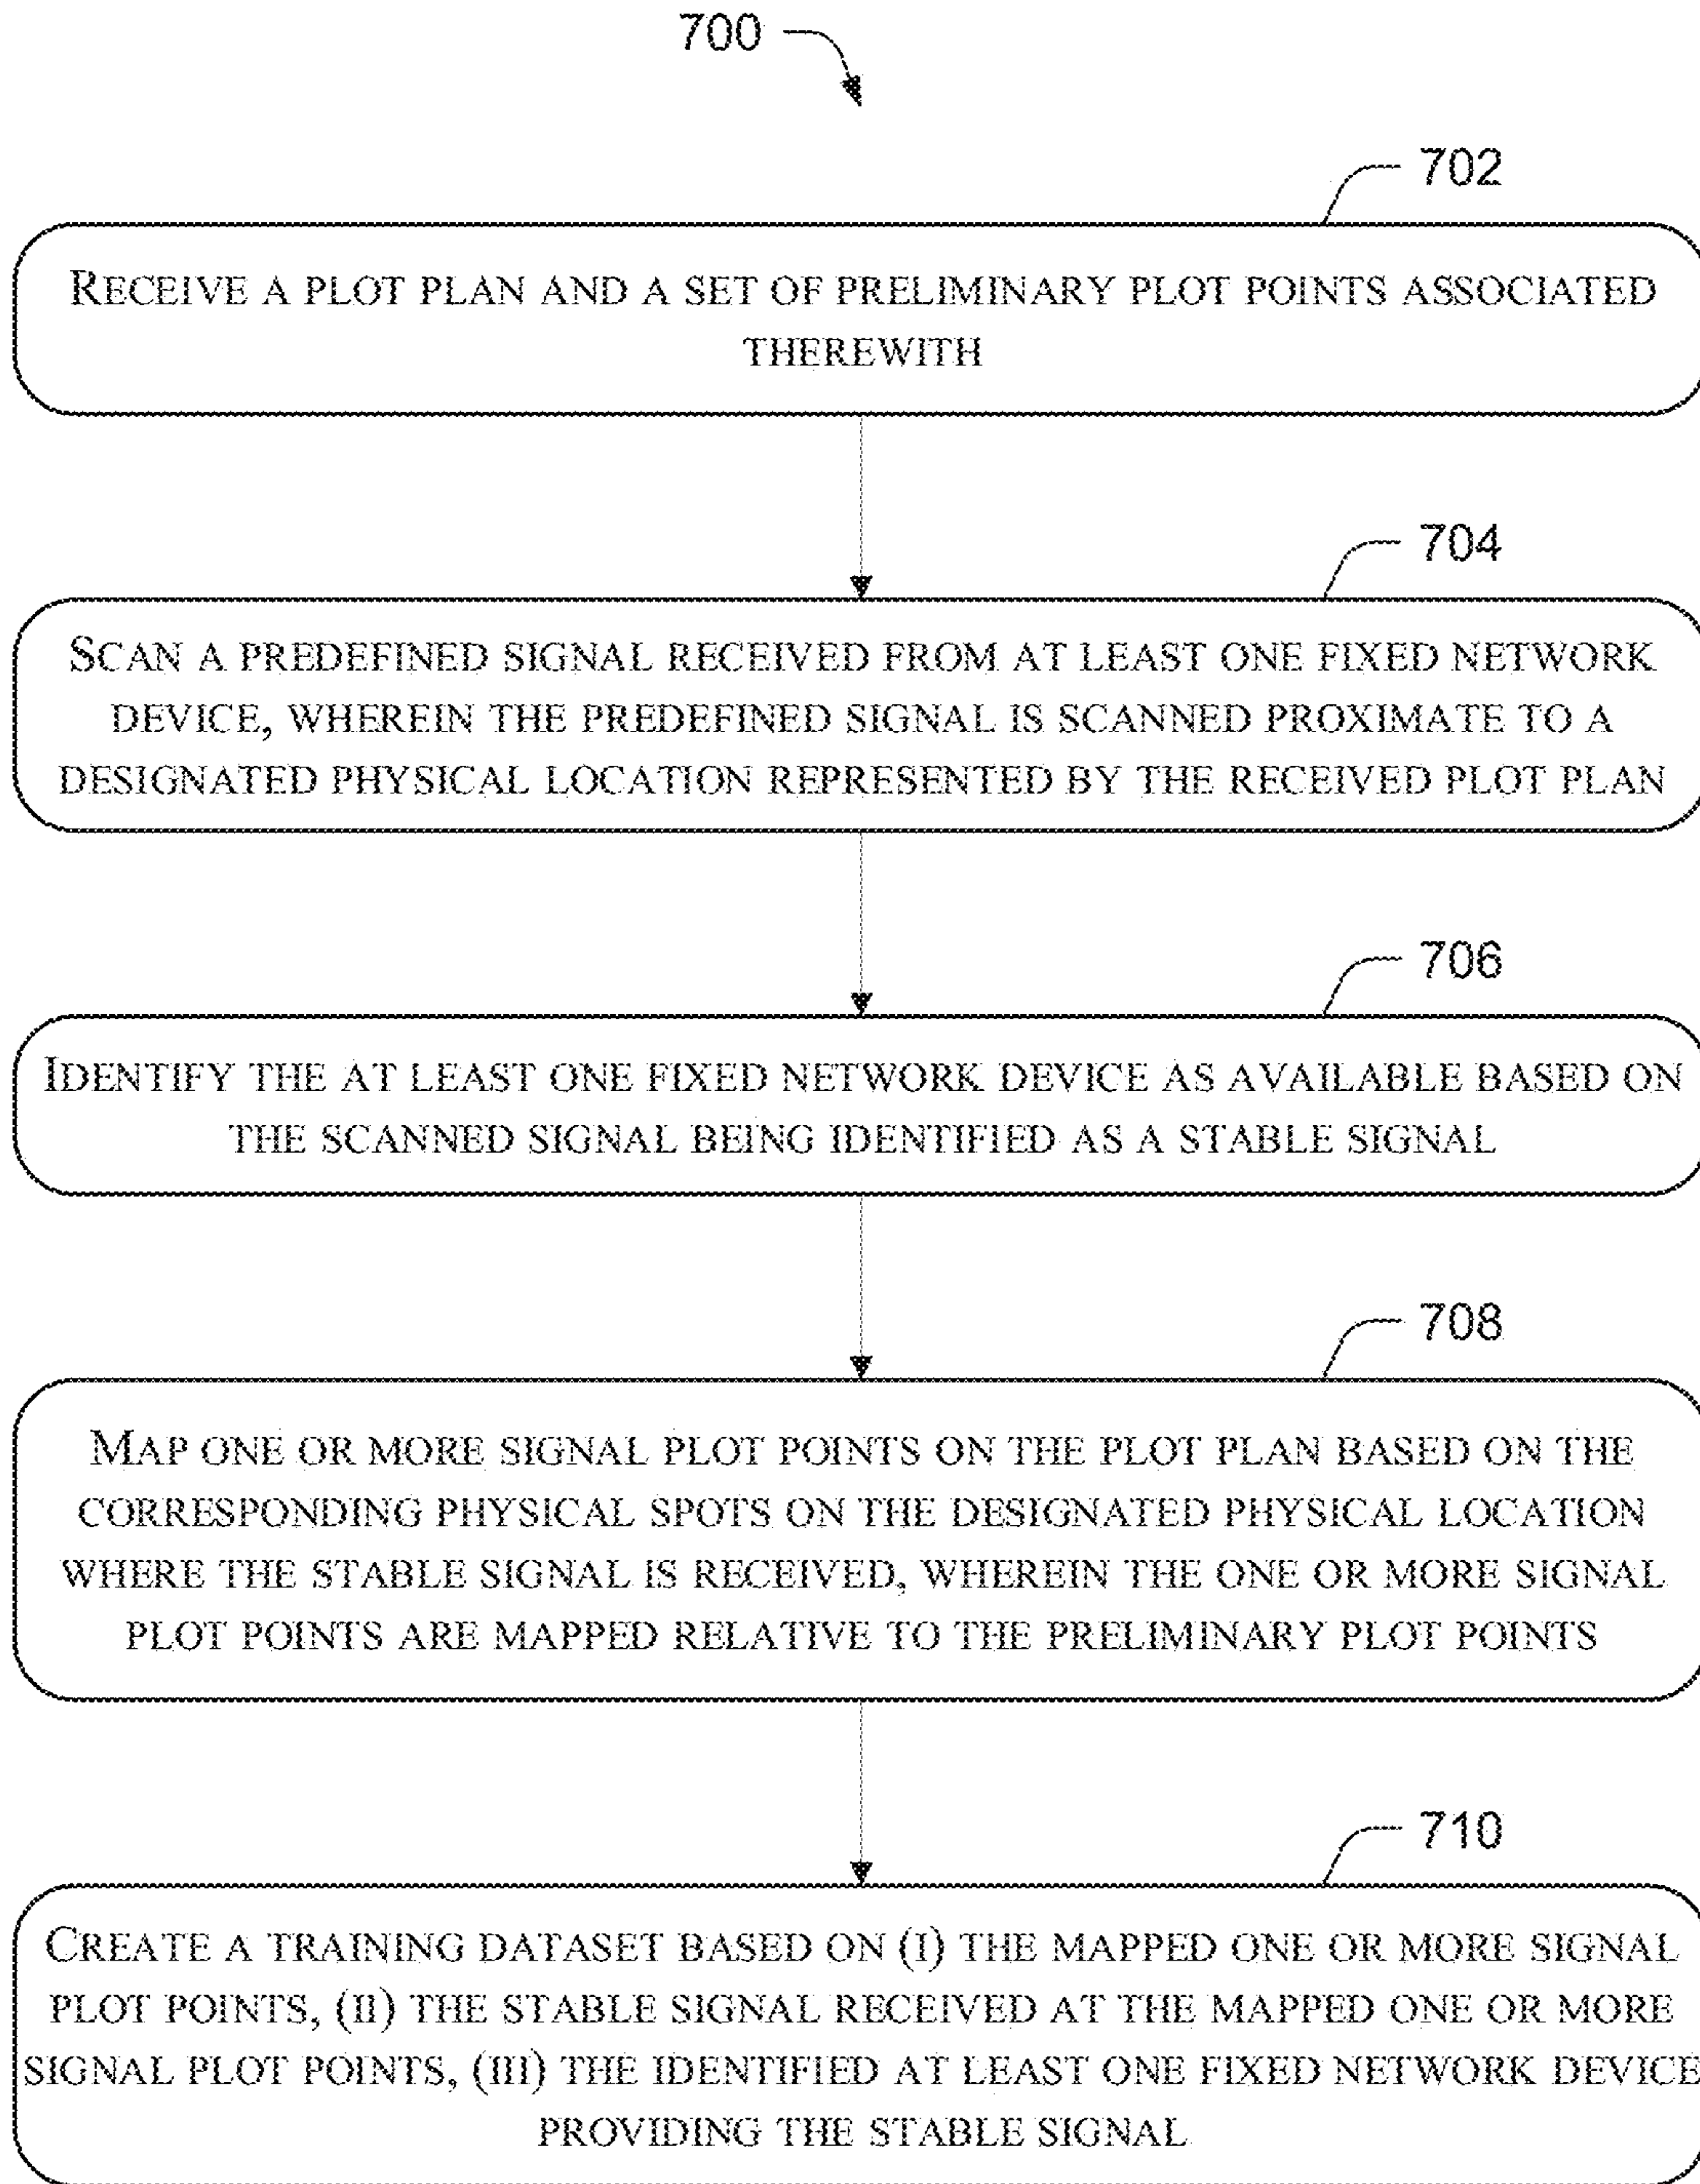 700
702
RECEIVE A PLOT PLAN AND A SET OF PRELIMINARY PLOT POINTS ASSOCIATED
THEREWITH
704
SCAN A PREDEFINED SIGNAL RECEIVED FROM AT LEAST ONE FIXED NETWORK
DEVICE, WHEREIN THE PREDEFINED SIGNAL IS SCANNED PROXIMATE TO A
DESIGNATED PHYSICAL LOCATION REPRESENTED BY THE RECEIVED PLOT PLAN
706
IDENTIFY THE AT LEAST ONE FIXED NETWORK DEVICE AS AVAILABLE BASED ON
THE SCANNED SIGNAL BEING IDENTIFIED AS A STABLE SIGNAL
708
MAP ONE OR MORE SIGNAL PLOT POINTS ON THE PLOT PLAN BASED ON THE
CORRESPONDING PHYSICAL SPOTS ON THE DESIGNATED PHYSICAL LOCATION
WHERE THE STABLE SIGNAL IS RECEIVED, WHEREIN THE ONE OR MORE SIGNAL
PLOT POINTS ARE MAPPED RELATIVE TO THE PRELIMINARY PLOT POINTS
710
CREATE A TRAINING DATASET BASED ON (I) THE MAPPED ONE OR MORE SIGNAL
PLOT POINTS, (II) THE STABLE SIGNAL RECEIVED AT THE MAPPED ONE OR MORE
SIGNAL PLOT POINTS, (III) THE IDENTIFIED AT LEAST ONE FIXED NETWORK DEVICE
PROVIDING THE STABLE SIGNAL